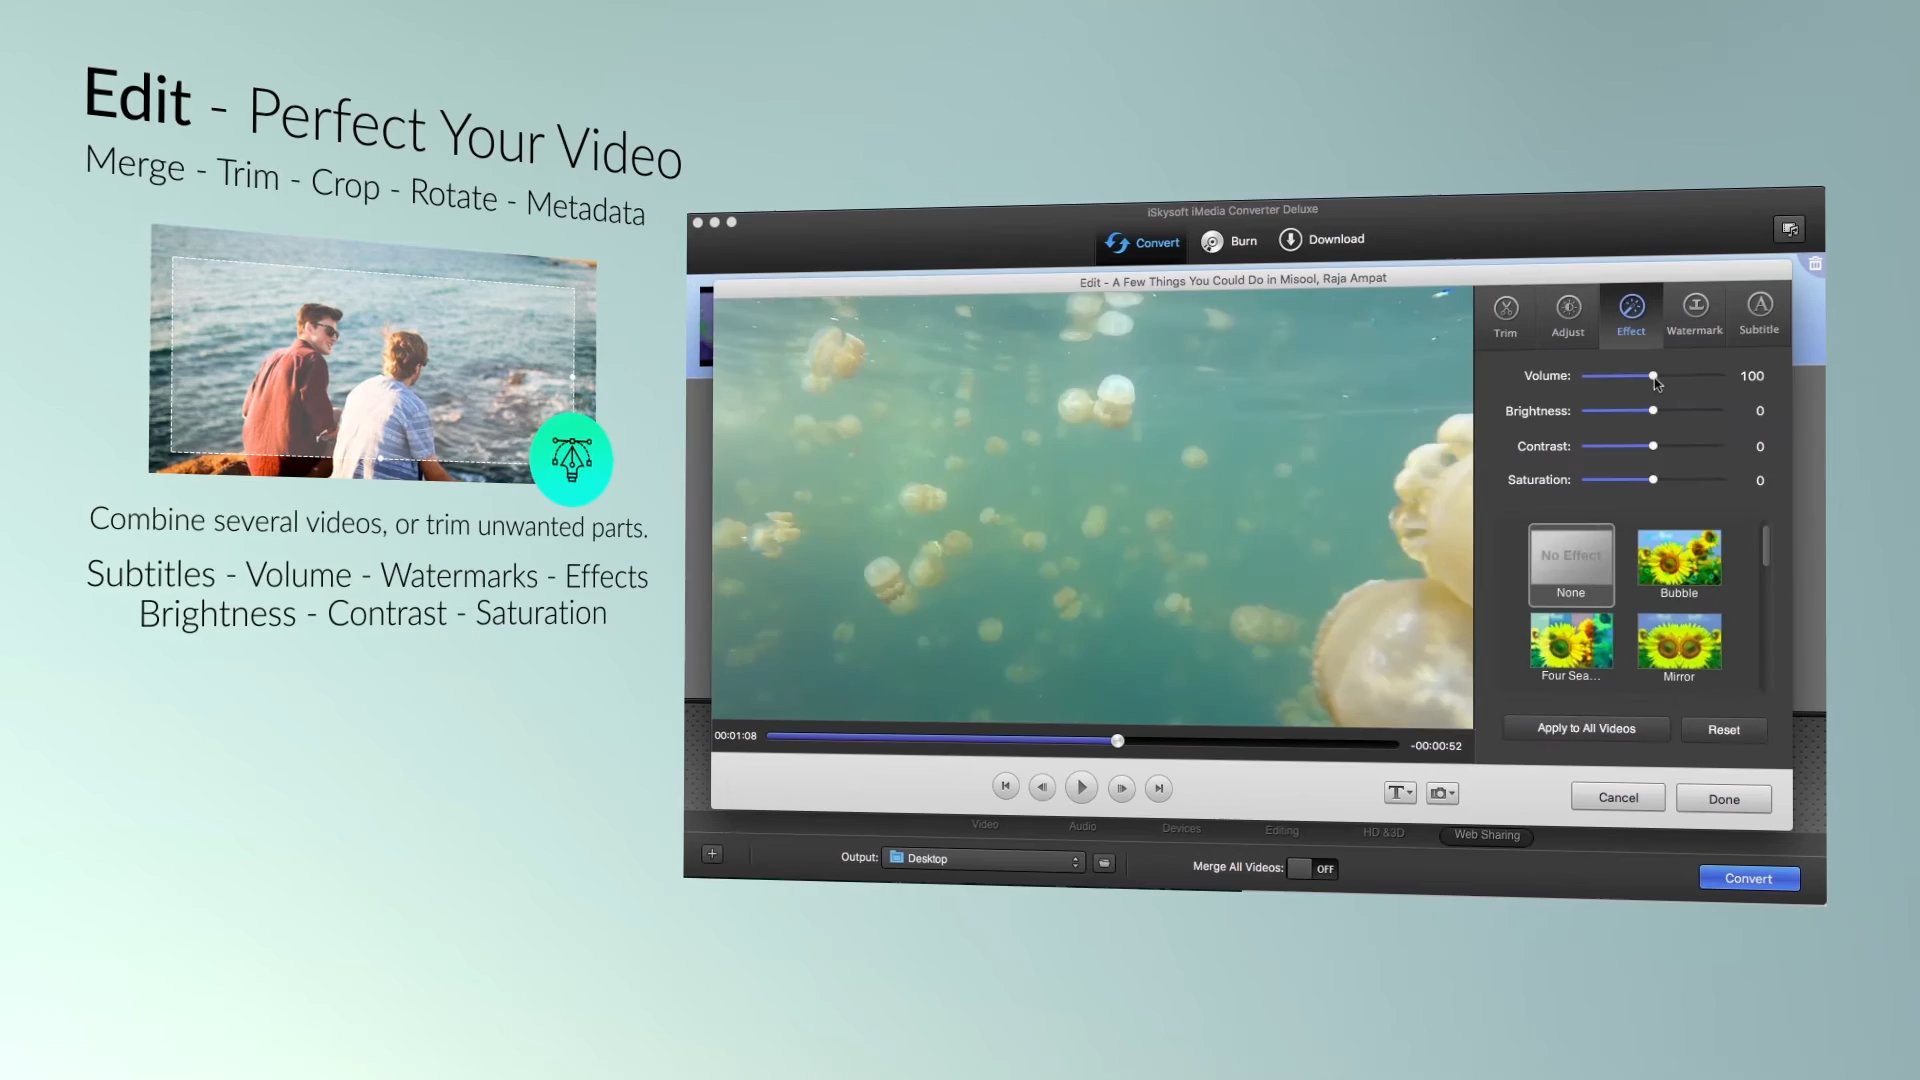 Edit - Perfect Your Video
Merge - Trim - Crop - Rotate - Metadata
Combine several videos, or trim unwanted parts.
Subtitles - Volume - Watermarks - Effects
Brightness - Contrast - Saturation
iSkysoft iMedia Converter Deluxe
Convert Burn Download
Edit - A Few Things You Could Do in Misool, Raja Ampat
Trim Adjust Effect Watermark Subtitle
Volume: 100
Brightness: 0
Contrast: 0
Saturation: 0
No Effect
None Bubble
Four Sea... Mirror
Apply to All Videos Reset
00:01:08 -00:00:52
T
Cancel Done
Video Audio Devices Editing HD &3D Web Sharing
Output: Desktop
Merge All Videos: OFF
Convert